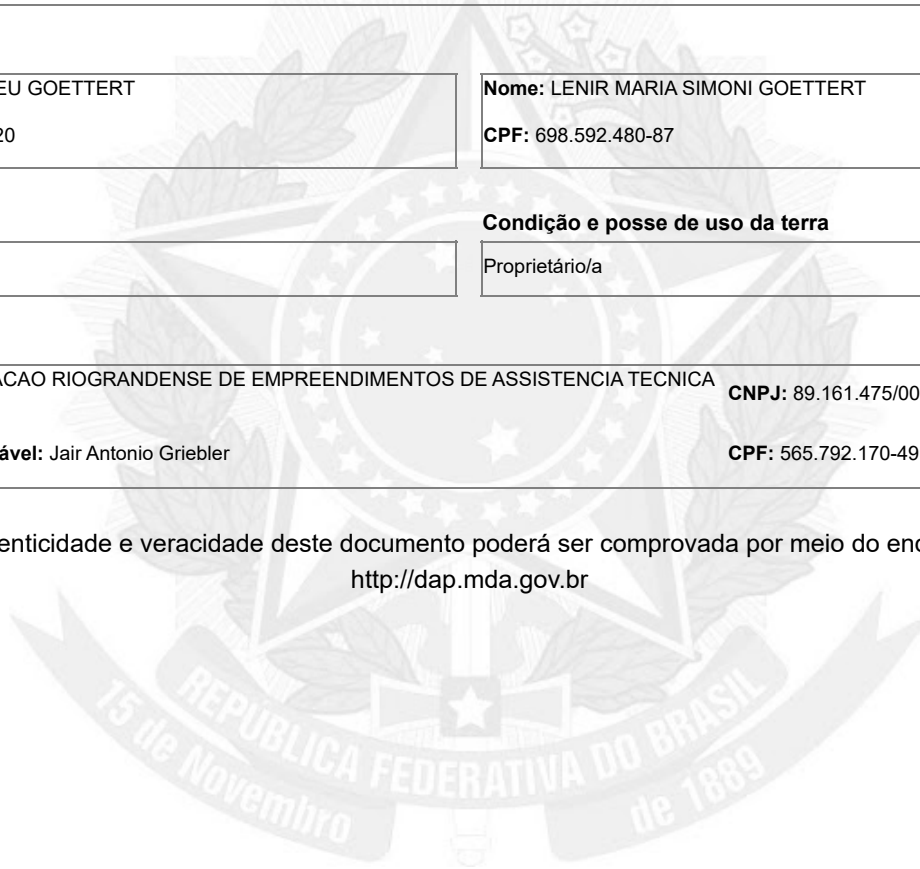 EU GOETTERT
Nome: LENIR MARIA SIMONI GOETTERT
20
CPF: 698.592.480-87
Condição e posse de uso da terra
Proprietário/a
ACAO RIOGRANDENSE DE EMPREENDIMENTOS DE ASSISTENCIA TECNICA
CNPJ: 89.161.475/00
ável: Jair Antonio Griebler
CPF: 565.792.170-49
enticidade e veracidade deste documento poderá ser comprovada por meio do end
http://dap.mda.gov.br
REPUBLICA FEDERATIVA DO BRASIL
15 de Novembro
de 1889